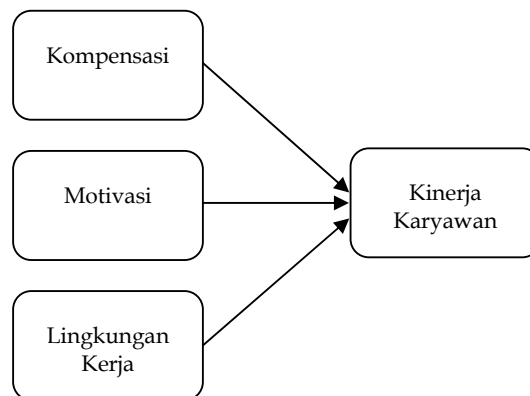 Kompensasi
Motivasi
Kinerja
Karyawan
Lingkungan
Kerja